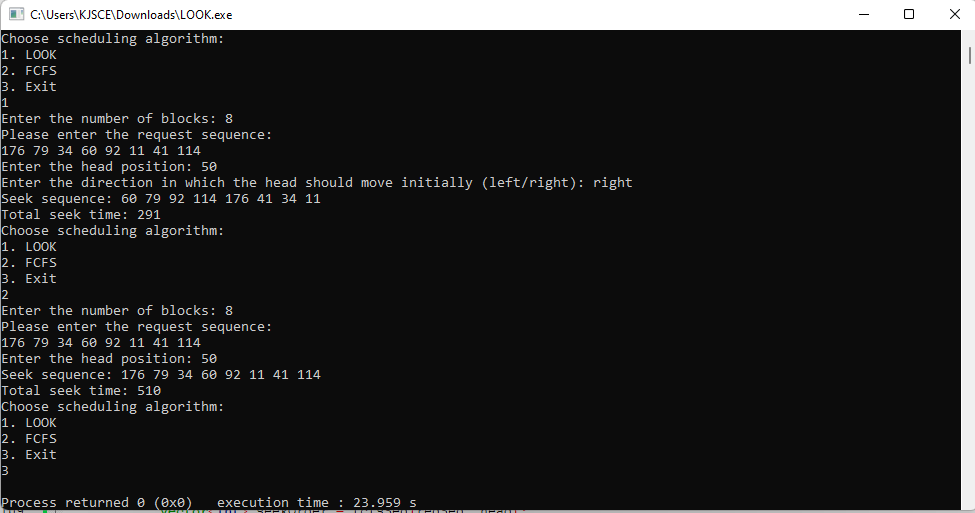 C:\Users\KJSCE\Downloads\LOOK.exe
Choose scheduling algorithm:
1. LOOK
2. FCFS
3. Exit
1
Enter the number of blocks: 8
Please enter the request sequence:
176 79 34 60 92 11 41 114
Enter the head position: 50
Enter the direction in which the head should move initially (left/right): right
Seek sequence: 60 79 92 114 176 41 34 11
Total seek time: 291
Choose scheduling algorithm:
1. LOOK
2. FCFS
3. Exit
2
Enter the number of blocks: 8
Please enter the request sequence:
176 79 34 60 92 11 41 114
Enter the head position: 50
Seek sequence: 176 79 34 60 92 11 41 114
Total seek time: 510
Choose scheduling algorithm:
1. LOOK
2. FCFS
3. Exit
3
Process returned 0 (0x0)   execution time : 23.959 s